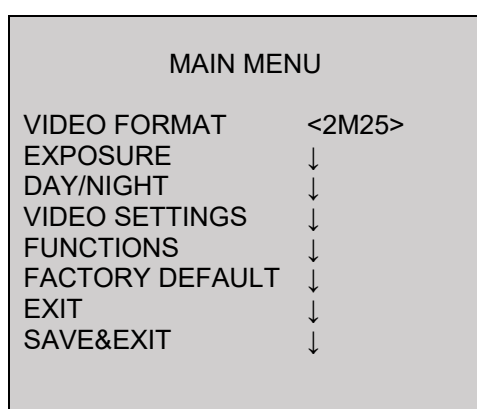 MAIN MENU
VIDEO FORMAT <2M25>
EXPOSURE ↓
DAY/NIGHT ↓
VIDEO SETTINGS ↓
FUNCTIONS ↓
FACTORY DEFAULT ↓
EXIT ↓
SAVE&EXIT ↓